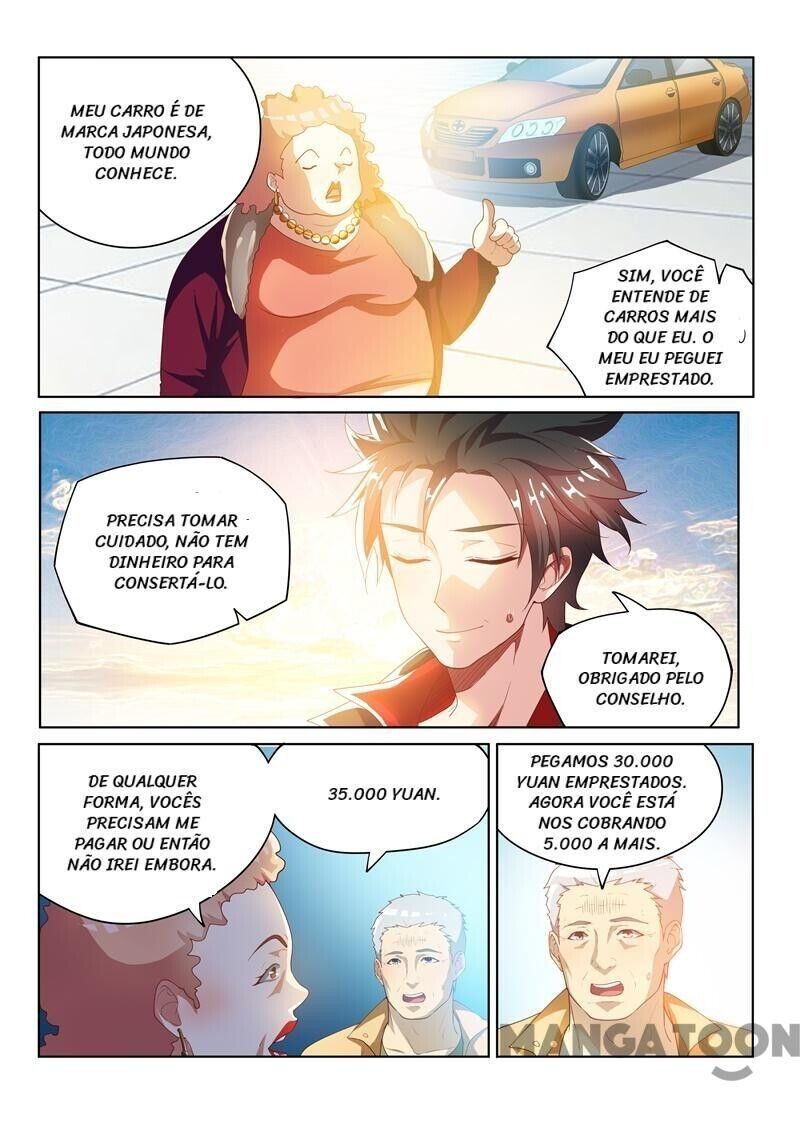 MEU CARRO É DE
MARCA JAPONESA,
TODO MUNDO
CONHECE.
SIM, VOCÊ
ENTENDE DE
CARROS MAIS
DO QUE EU. O
MEU EU PEGUEI
EMPRESTADO.
PRECISA TOMAR
CUIDADO, NÃO TEM
DINHEIRO PARA
CONSERTÁ-LO.
TOMAREI,
OBRIGADO PELO
CONSELHO.
DE QUALQUER
FORMA, VOCÊS
PRECISAM ME
PAGAR OU ENTÃO
NÃO IREI EMBORA.
35.000 YUAN.
PEGAMOS 30.000
YUAN EMPRESTADOS.
AGORA VOCÊ ESTÁ
NOS COBRANDO
5.000 A MAIS.
MANGATOON